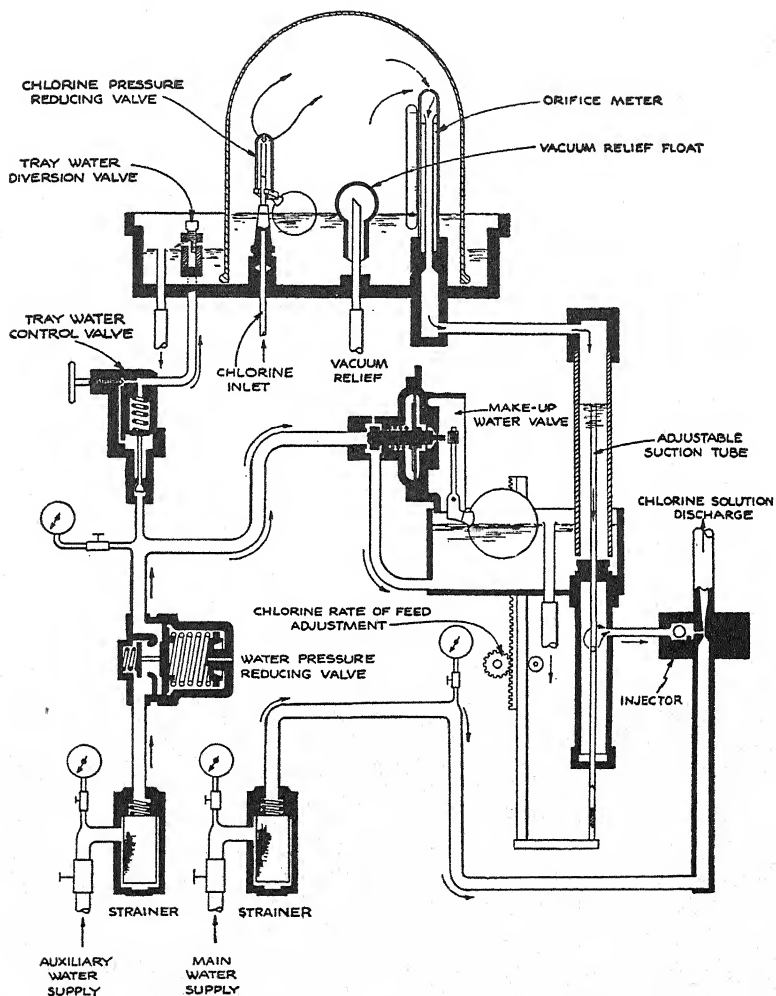 CHLORINE PRESSURE
REDUCING VALVE
ORIFICE METER
VACUUM RELIEF FLOAT
TRAY WATER
DIVERSION VALVE
TRAY WATER
CONTROL VALVE
CHLORINE
INLET
VACUUM
RELIEF
MAKE-UP
WATER VALVE
ADJUSTABLE
SUCTION TUBE
CHLORINE SOLUTION
DISCHARGE
CHLORINE RATE OF FEED
ADJUSTMENT
WATER PRESSURE
REDUCING VALVE
INJECTOR
STRAINER
STRAINER
AUXILIARY
WATER
SUPPLY
MAIN
WATER
SUPPLY